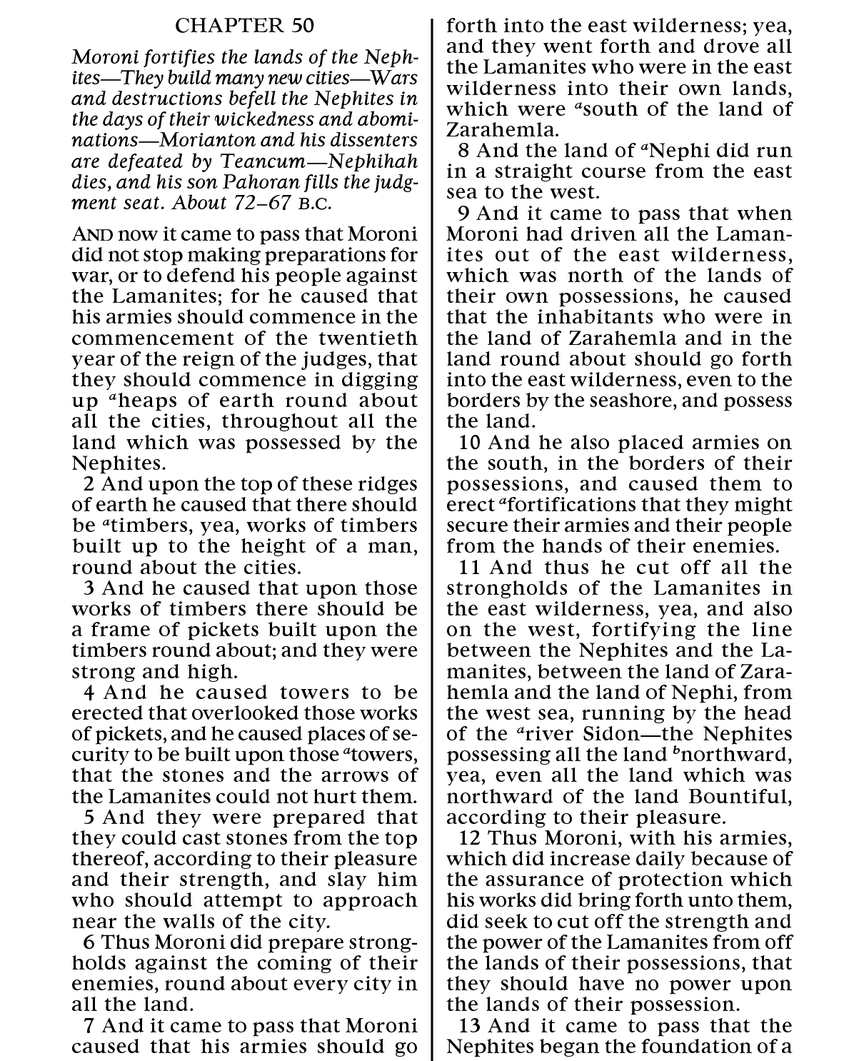 CHAPTER 50
Moroni fortifies the lands of the Neph-
ites—They build many new cities—Wars
and destructions befell the Nephites in
the days of their wickedness and abomi-
nations—Morianton and his dissenters
are defeated by Teancum—Nephihah
dies, and his son Pahoran fills the judg-
ment seat. About 72–67 B.C.
AND now it came to pass that Moroni
did not stop making preparations for
war, or to defend his people against
the Lamanites; for he caused that
his armies should commence in the
commencement of the twentieth
year of the reign of the judges, that
they should commence in digging
up aheaps of earth round about
all the cities, throughout all the
land which was possessed by the
Nephites.
2 And upon the top of these ridges
of earth he caused that there should
be atimbers, yea, works of timbers
built up to the height of a man,
round about the cities.
3 And he caused that upon those
works of timbers there should be
a frame of pickets built upon the
timbers round about; and they were
strong and high.
4 And he caused towers to be
erected that overlooked those works
of pickets, and he caused places of se-
curity to be built upon those atowers,
that the stones and the arrows of
the Lamanites could not hurt them.
5 And they were prepared that
they could cast stones from the top
thereof, according to their pleasure
and their strength, and slay him
who should attempt to approach
near the walls of the city.
6 Thus Moroni did prepare strong-
holds against the coming of their
enemies, round about every city in
all the land.
7 And it came to pass that Moroni
caused that his armies should go
forth into the east wilderness; yea,
and they went forth and drove all
the Lamanites who were in the east
wilderness into their own lands,
which were asouth of the land of
Zarahemla.
8 And the land of aNephi did run
in a straight course from the east
sea to the west.
9 And it came to pass that when
Moroni had driven all the Laman-
ites out of the east wilderness,
which was north of the lands of
their own possessions, he caused
that the inhabitants who were in
the land of Zarahemla and in the
land round about should go forth
into the east wilderness, even to the
borders by the seashore, and possess
the land.
10 And he also placed armies on
the south, in the borders of their
possessions, and caused them to
erect afortifications that they might
secure their armies and their people
from the hands of their enemies.
11 And thus he cut off all the
strongholds of the Lamanites in
the east wilderness, yea, and also
on the west, fortifying the line
between the Nephites and the La-
manites, between the land of Zara-
hemla and the land of Nephi, from
the west sea, running by the head
of the ariver Sidon—the Nephites
possessing all the land bnorthward,
yea, even all the land which was
northward of the land Bountiful,
according to their pleasure.
12 Thus Moroni, with his armies,
which did increase daily because of
the assurance of protection which
his works did bring forth unto them,
did seek to cut off the strength and
the power of the Lamanites from off
the lands of their possessions, that
they should have no power upon
the lands of their possession.
13 And it came to pass that the
Nephites began the foundation of a